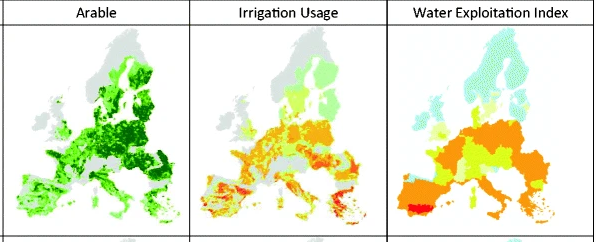 Arable
Irrigation Usage
Water Exploitation Index